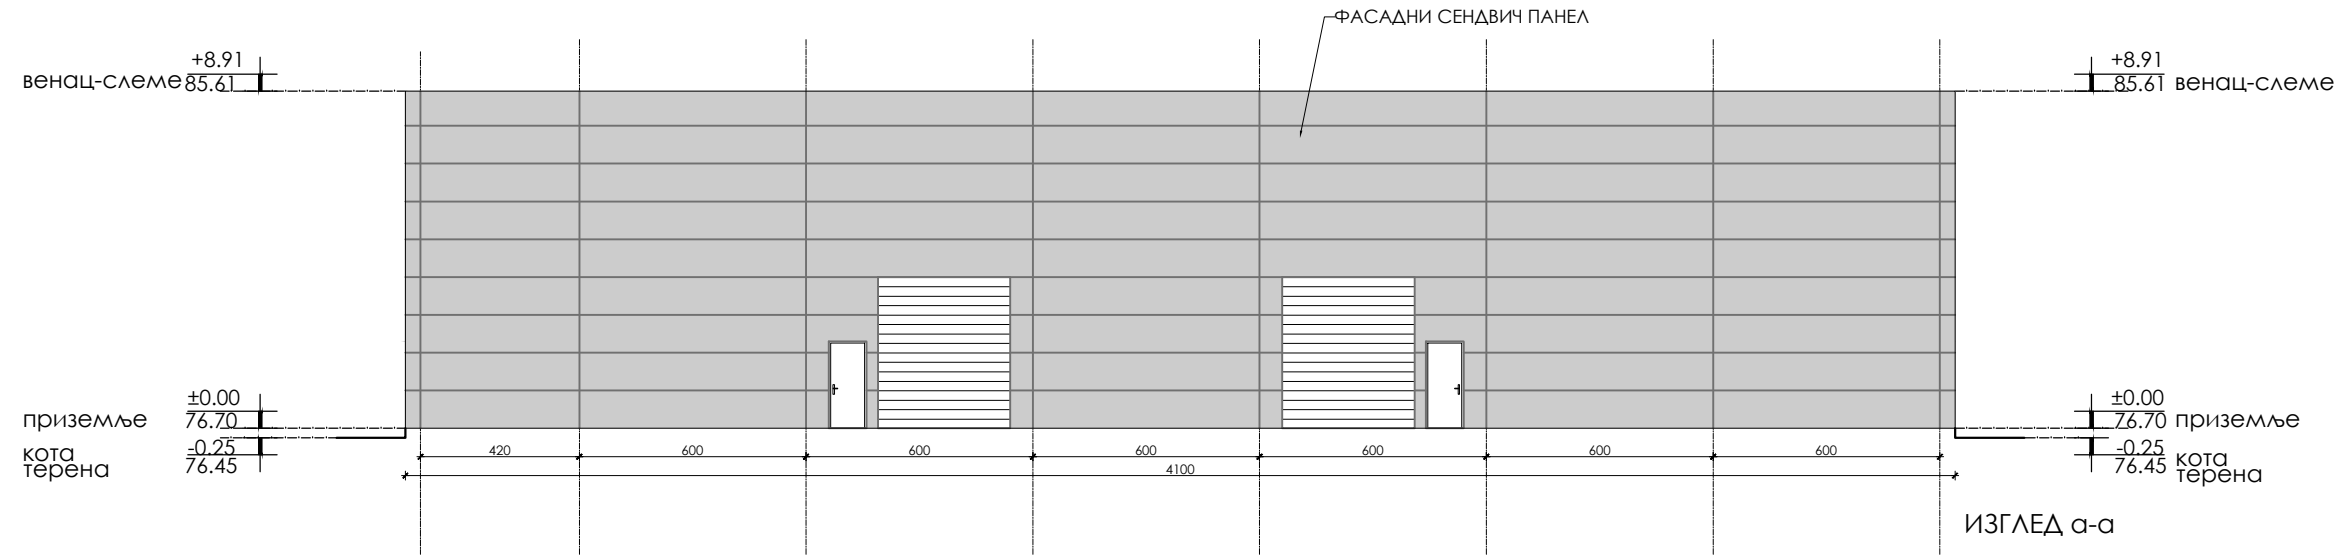 ФАСАДНИ СЕНДВИЧ ПАНЕЛ
+8.91
венац-слеме 85.61
+8.91
85.61 венац-слеме
±0.00
приземље 76.70
-0.25
кота
терена 76.45
±0.00
76.70 приземље
-0.25
76.45 кота
терена
420 600 600 600 600 600 600
4100
ИЗГЛЕД а-а